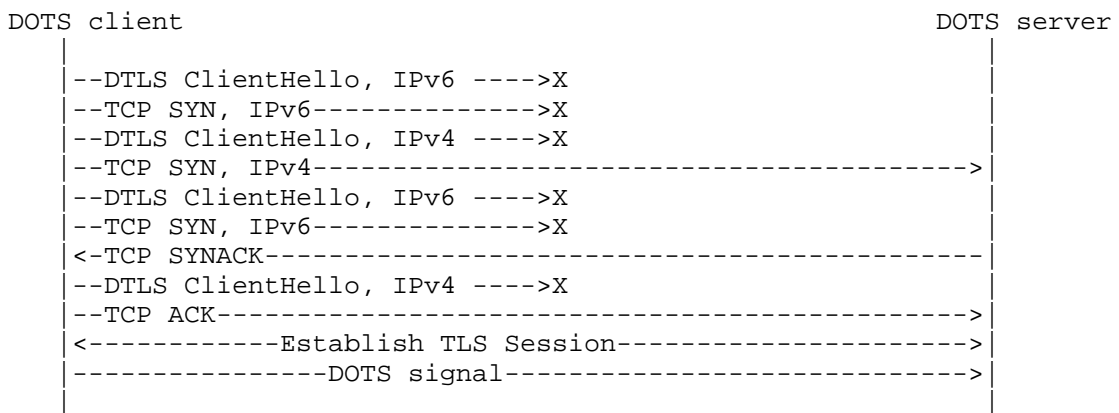 DOTS client                                               DOTS server
   |                                                         |
   |--DTLS ClientHello, IPv6 ---->X                          |
   |--TCP SYN, IPv6-------------->X                          |
   |--DTLS ClientHello, IPv4 ---->X                          |
   |--TCP SYN, IPv4----------------------------------------->|
   |--DTLS ClientHello, IPv6 ---->X                          |
   |--TCP SYN, IPv6-------------->X                          |
   |<-TCP SYNACK---------------------------------------------|
   |--DTLS ClientHello, IPv4 ---->X                          |
   |--TCP ACK----------------------------------------------->|
   |<------------Establish TLS Session---------------------->|
   |----------------DOTS signal----------------------------->|
   |                                                         |